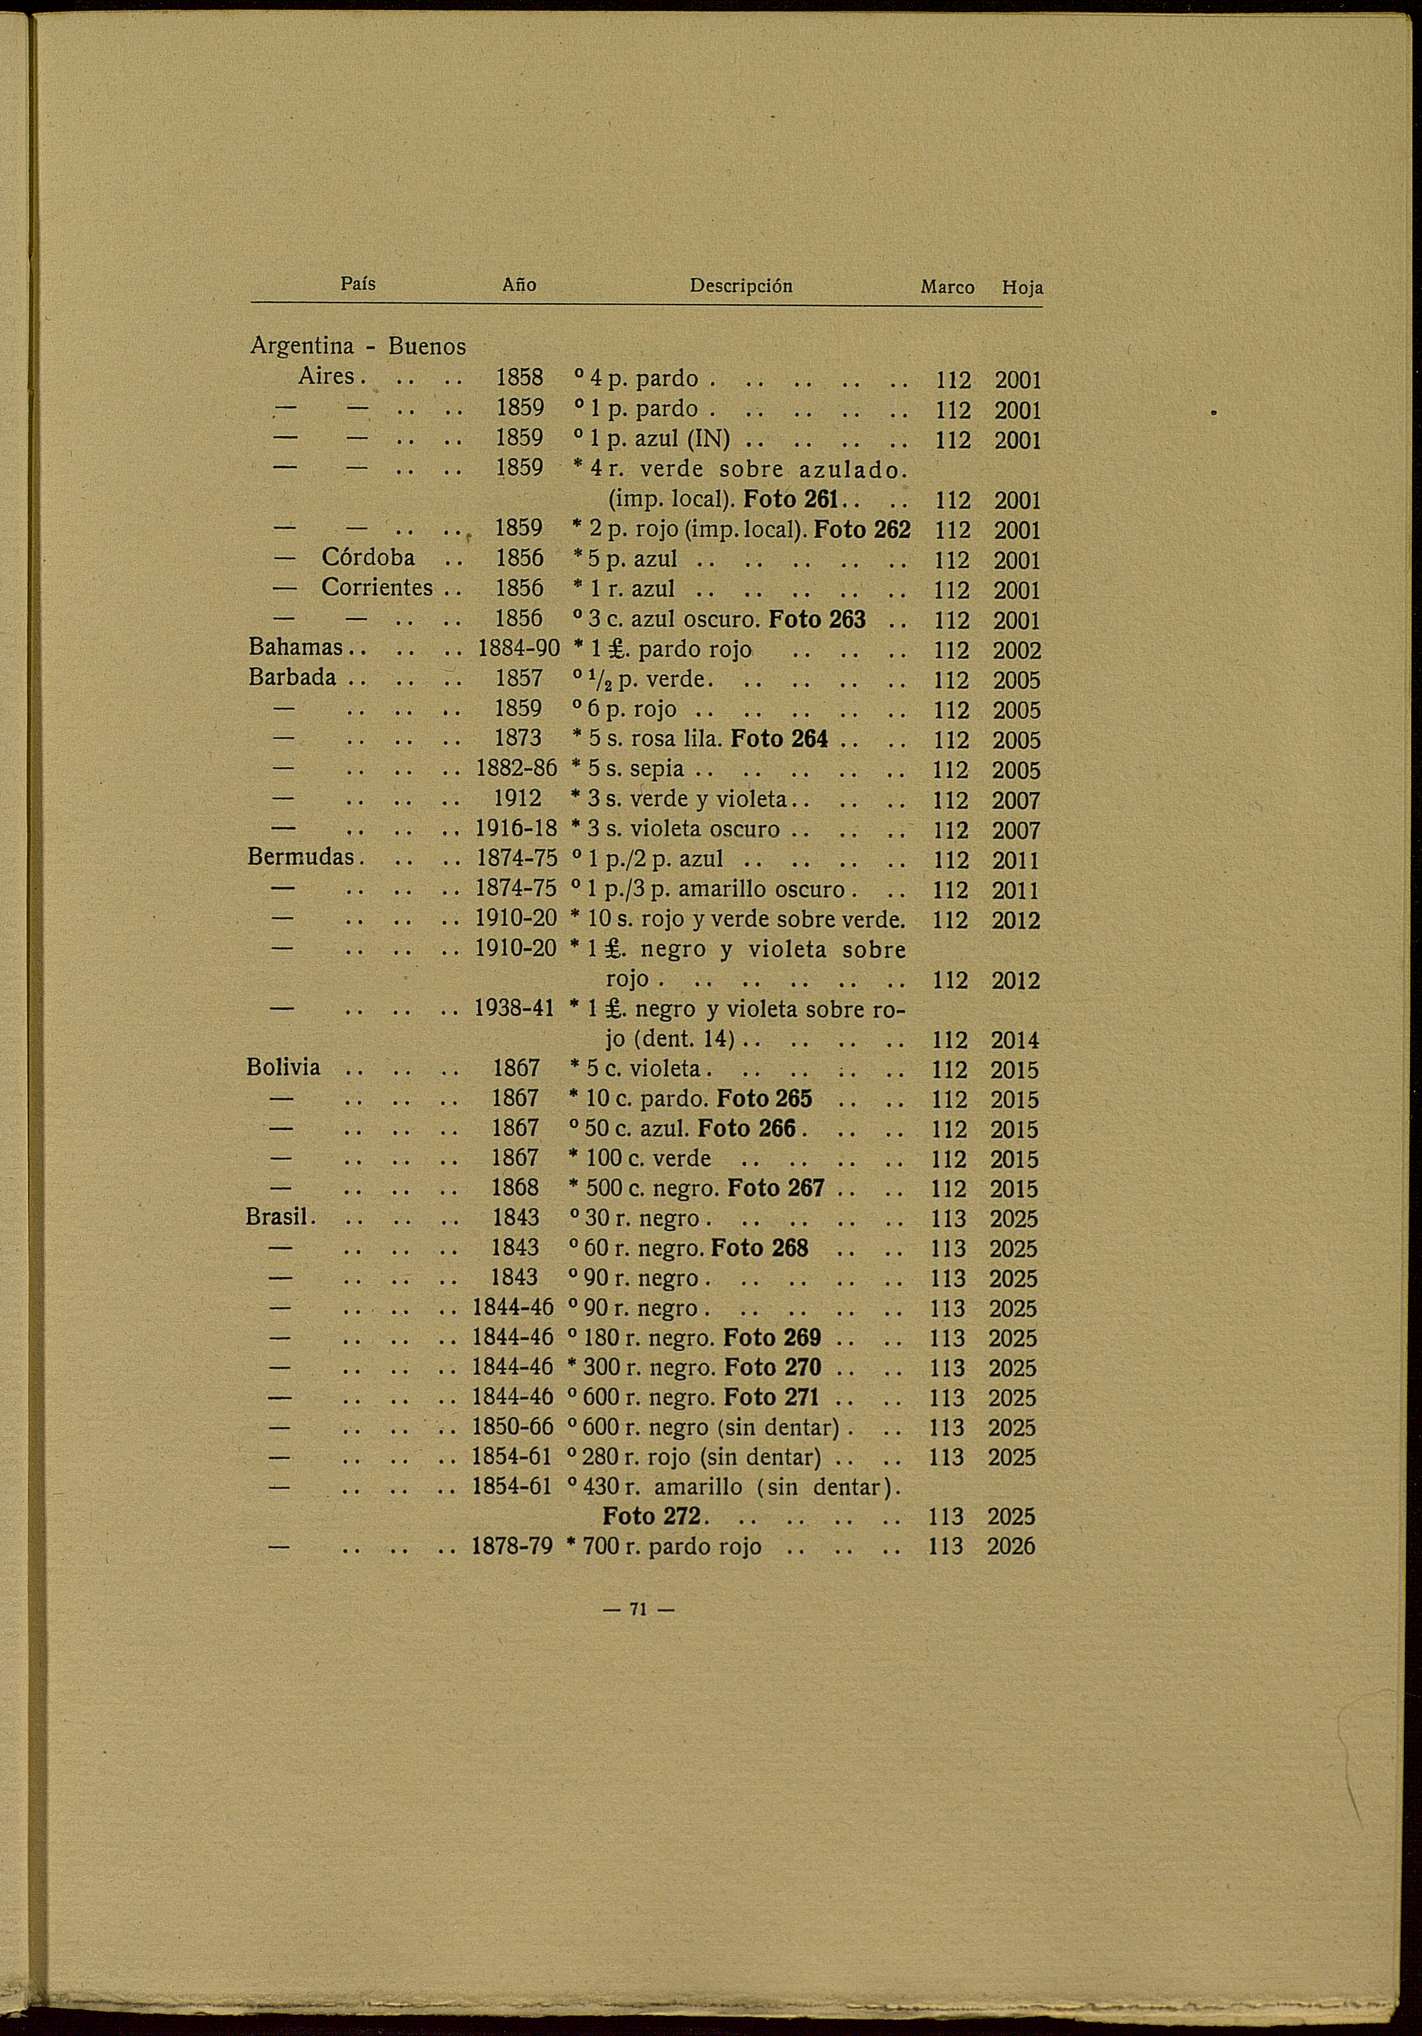 País Año Descripción Marco Hoja
Argentina - Buenos
Aires. .. .. 1858 º 4 p. pardo . .. .. .. .. 112 2001
— — .. .. 1859 º 1 p. pardo . .. .. .. .. 112 2001
— — .. .. 1859 º 1 p. azul (IN) .. .. .. .. 112 2001
— — .. .. 1859 * 4 r. verde sobre azulado.
(imp. local). Foto 261.. .. 112 2001
— — .. .. 1859 * 2 p. rojo (imp. local). Foto 262 112 2001
— Córdoba .. 1856 * 5 p. azul .. .. .. .. .. 112 2001
— Corrientes .. 1856 * 1 r. azul .. .. .. .. .. 112 2001
— — .. .. 1856 º 3 c. azul oscuro. Foto 263 .. 112 2001
Bahamas .. .. .. 1884-90 * 1 £. pardo rojo .. .. .. 112 2002
Barbada .. .. .. 1857 º 1/2 p. verde. .. .. .. .. 112 2005
— .. .. .. 1859 º 6 p. rojo .. .. .. .. .. 112 2005
— .. .. .. 1873 * 5 s. rosa lila. Foto 264 .. .. 112 2005
— .. .. .. 1882-86 * 5 s. sepia .. .. .. .. .. 112 2005
— .. .. .. 1912 * 3 s. verde y violeta .. .. .. 112 2007
— .. .. .. 1916-18 * 3 s. violeta oscuro .. .. .. 112 2007
Bermudas. .. .. 1874-75 º 1 p./2 p. azul .. .. .. .. 112 2011
— .. .. .. 1874-75 º 1 p./3 p. amarillo oscuro . .. 112 2011
— .. .. .. 1910-20 * 10 s. rojo y verde sobre verde. 112 2012
— .. .. .. 1910-20 * 1 £. negro y violeta sobre
rojo . .. .. .. .. .. 112 2012
— .. .. .. 1938-41 * 1 £. negro y violeta sobre ro-
jo (dent. 14) .. .. .. .. 112 2014
Bolivia .. .. .. 1867 * 5 c. violeta . .. .. .. .. 112 2015
— .. .. .. 1867 * 10 c. pardo. Foto 265 .. .. 112 2015
— .. .. .. 1867 º 50 c. azul. Foto 266 . .. .. 112 2015
— .. .. .. 1867 * 100 c. verde .. .. .. .. 112 2015
— .. .. .. 1868 * 500 c. negro. Foto 267 .. .. 112 2015
Brasil. .. .. .. 1843 º 30 r. negro . .. .. .. .. 113 2025
— .. .. .. 1843 º 60 r. negro. Foto 268 .. .. 113 2025
— .. .. .. 1843 º 90 r. negro . .. .. .. .. 113 2025
— .. .. .. 1844-46 º 90 r. negro . .. .. .. .. 113 2025
— .. .. .. 1844-46 º 180 r. negro. Foto 269 .. .. 113 2025
— .. .. .. 1844-46 * 300 r. negro. Foto 270 .. .. 113 2025
— .. .. .. 1844-46 º 600 r. negro. Foto 271 .. .. 113 2025
— .. .. .. 1850-66 º 600 r. negro (sin dentar) . .. 113 2025
— .. .. .. 1854-61 º 280 r. rojo (sin dentar) .. .. 113 2025
— .. .. .. 1854-61 º 430 r. amarillo (sin dentar).
Foto 272. .. .. .. .. 113 2025
— .. .. .. 1878-79 * 700 r. pardo rojo .. .. .. 113 2026
— 71 —